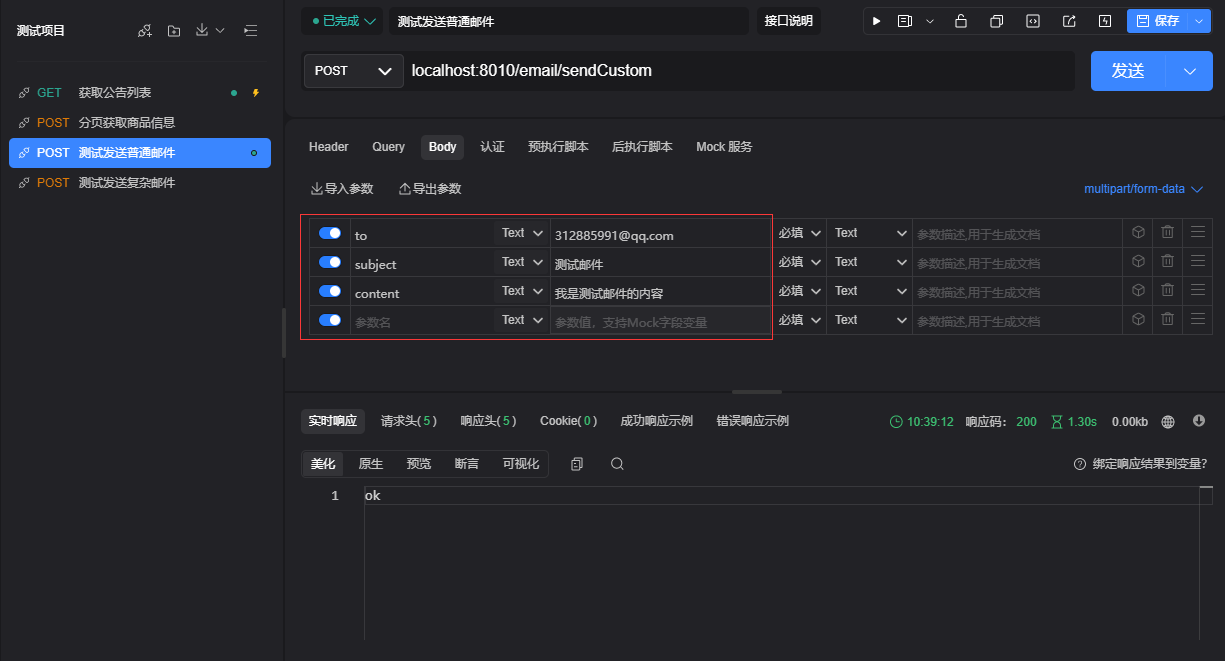 测试项目
GET 获取公告列表
POST 分页获取商品信息
POST 测试发送普通邮件
POST 测试发送复杂邮件
已完成 测试发送普通邮件 接口说明 保存
POST localhost:8010/email/sendCustom 发送
Header Query Body 认证 预执行脚本 后执行脚本 Mock 服务
导入参数 导出参数 multipart/form-data
to Text 312885991@qq.com 必填 Text 参数描述,用于生成文档
subject Text 测试邮件 必填 Text 参数描述,用于生成文档
content Text 我是测试邮件的内容 必填 Text 参数描述,用于生成文档
参数名 Text 参数值，支持Mock字段变量 必填 Text 参数描述,用于生成文档
实时响应 请求头(5) 响应头(5) Cookie(0) 成功响应示例 错误响应示例 10:39:12 响应码: 200 1.30s 0.00kb
美化 原生 预览 断言 可视化 绑定响应结果到变量?
1 ok